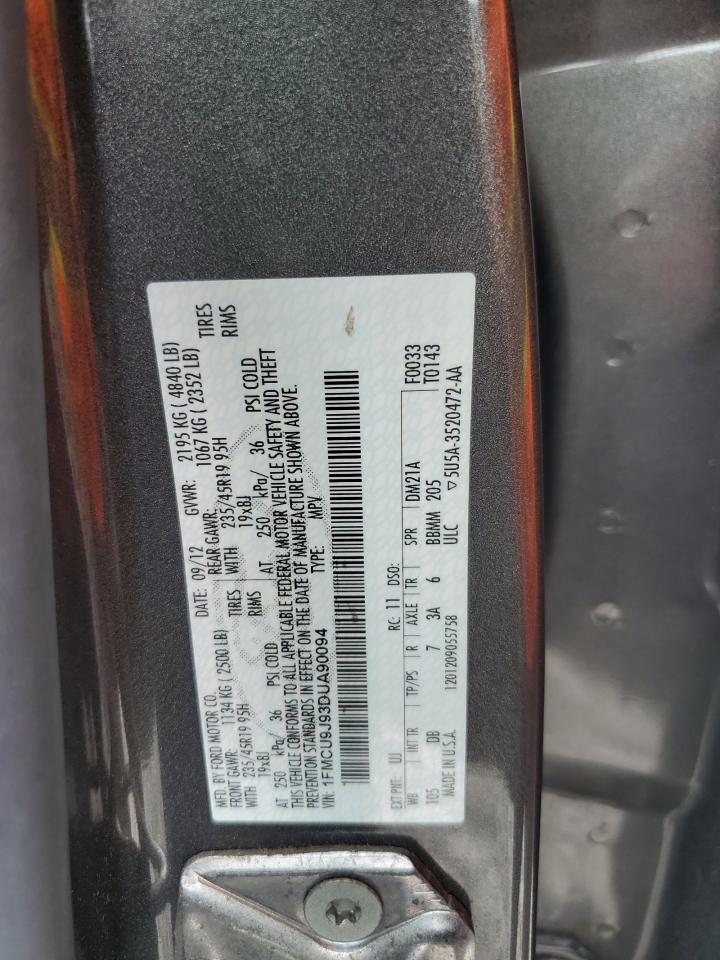 MFD. BY FORD MOTOR CO. DATE: 09/12 GVWR: 2195 KG ( 4840 LB)
FRONT GAWR: 1134 KG ( 2500 LB) REAR GAWR: 1067 KG ( 2352 LB)
WITH 235/45R19 95H TIRES WITH 235/45R19 95H TIRES
19x8J RIMS 19x8J RIMS
AT 250 kPa/ 36 PSI COLD AT 250 kPa/ 36 PSI COLD
THIS VEHICLE CONFORMS TO ALL APPLICABLE FEDERAL MOTOR VEHICLE SAFETY AND THEFT
PREVENTION STANDARDS IN EFFECT ON THE DATE OF MANUFACTURE SHOWN ABOVE.
VIN: 1FMCU9J93DUA90094 TYPE: MPV
EXT PNT: UJ RC: 11 DSO: F0033
WB INT TR TP/PS R AXLE TR SPR DM21A T0143
105 DB 7 3A 6 BBMM 205
MADE IN U.S.A. 1201209055758 ULC ▽5U5A-3520472-AA